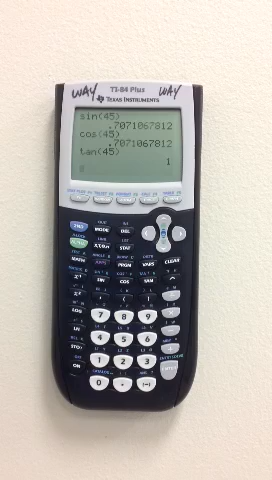 WAY TI-84 Plus WAY
TEXAS INSTRUMENTS
sin(45)
.7071067812
cos(45)
.7071067812
tan(45)
1
2ND MODE DEL
ALPHA X,T,θ,n STAT
MATH APPS PRGM VARS CLEAR
SIN COS TAN
( )
7 8 9
LOG
4 5 6
LN
1 2 3
STO
ON
0 . (-)
ENTER